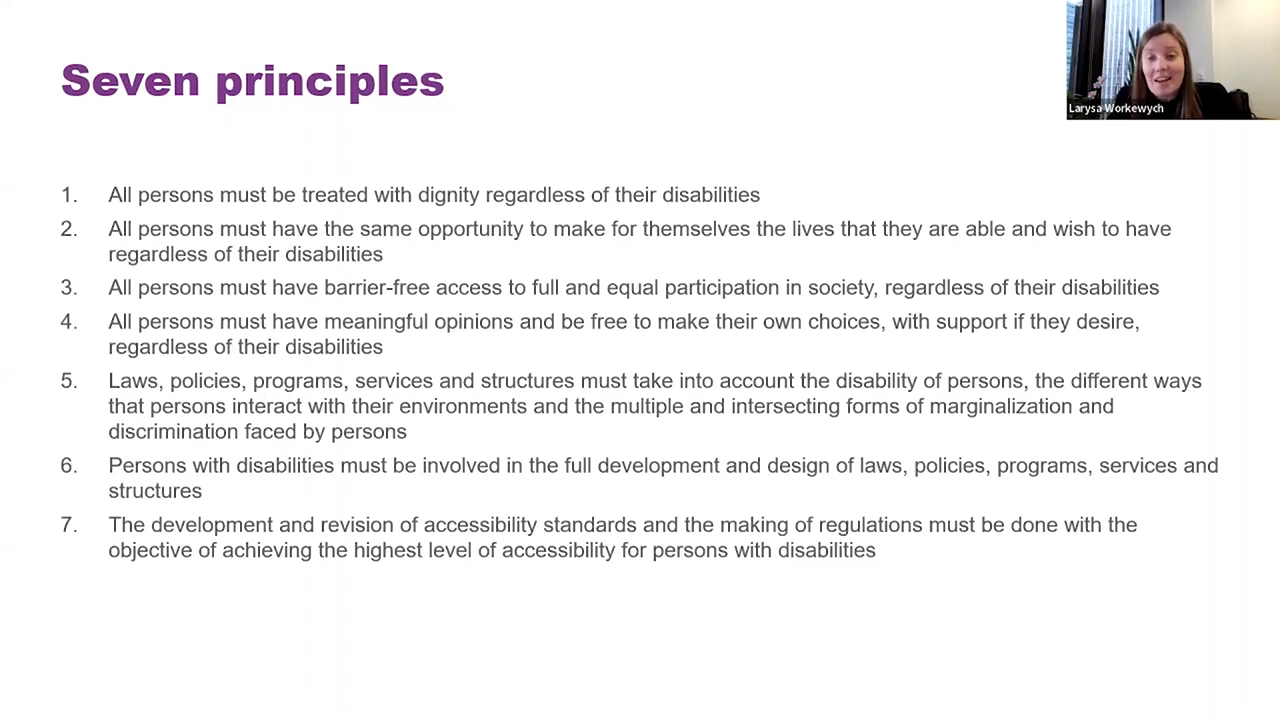 Seven principles
Larysa Workewych
1. All persons must be treated with dignity regardless of their disabilities
2. All persons must have the same opportunity to make for themselves the lives that they are able and wish to have
regardless of their disabilities
3. All persons must have barrier-free access to full and equal participation in society, regardless of their disabilities
4. All persons must have meaningful opinions and be free to make their own choices, with support if they desire,
regardless of their disabilities
5. Laws, policies, programs, services and structures must take into account the disability of persons, the different ways
that persons interact with their environments and the multiple and intersecting forms of marginalization and
discrimination faced by persons
6. Persons with disabilities must be involved in the full development and design of laws, policies, programs, services and
structures
7. The development and revision of accessibility standards and the making of regulations must be done with the
objective of achieving the highest level of accessibility for persons with disabilities